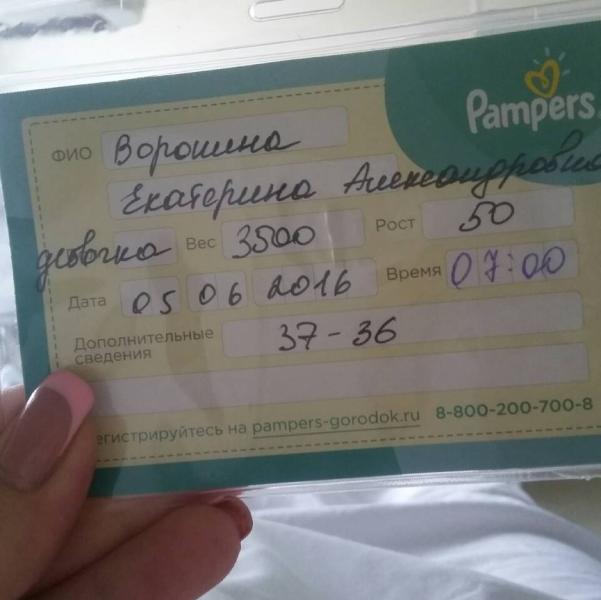 Pampers
ФИО Ворошина
Екатерина Александровна
девочка Вес 3500 Рост 50
Дата 05 06 2016 Время 07:00
Дополнительные сведения 37-36
егистрируйтесь на pampers-gorodok.ru 8-800-200-700-8